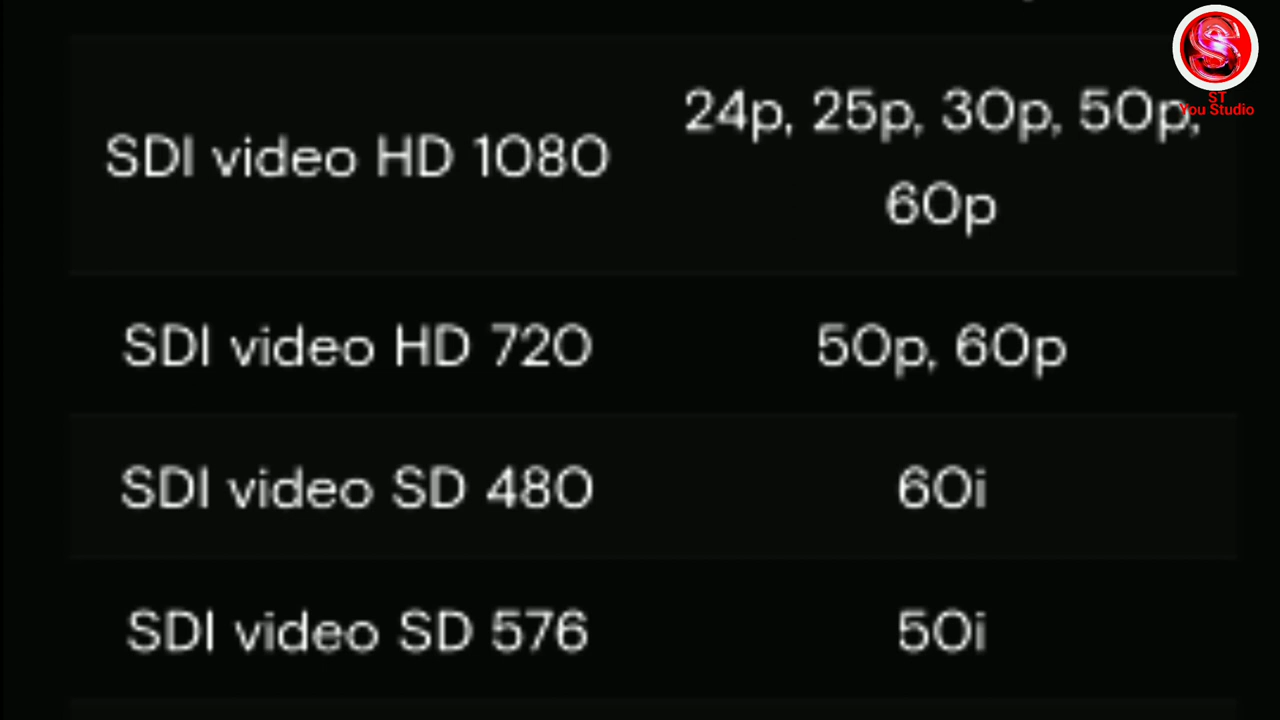 SDI video HD 1080
24p, 25p, 30p, 50p,
60p
SDI video HD 720
50p, 60p
SDI video SD 480
60i
SDI video SD 576
50i
S
ST
You Studio